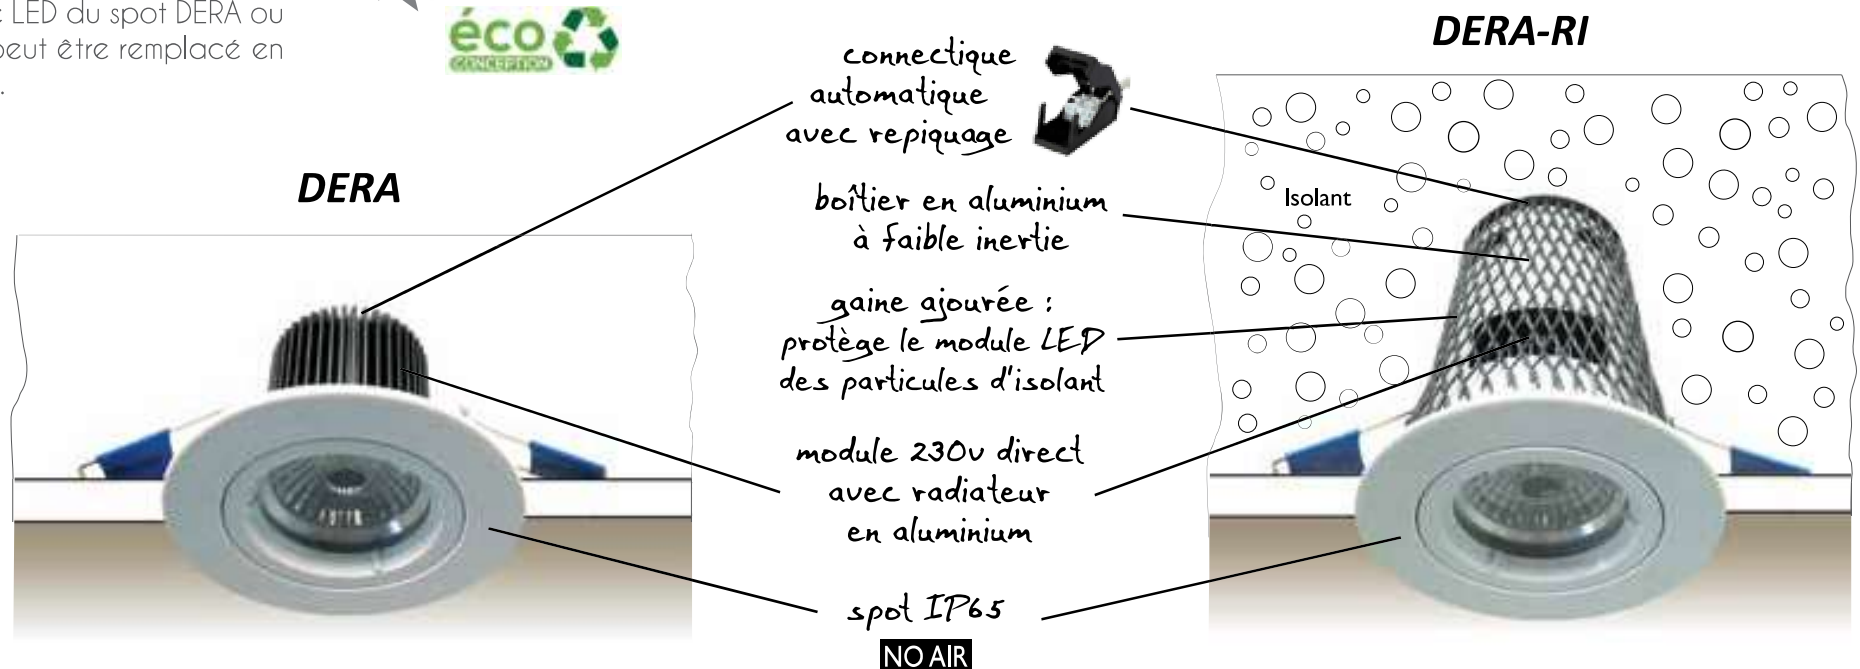 LED du spot DERA ou
peut être remplacé en
.
éco
CONCEPTION
DERA
connectique
automatique
avec repiquage
boîtier en aluminium
à faible inertie
gaine ajourée :
protège le module LED
des particules d'isolant
module 230v direct
avec radiateur
en aluminium
spot IP65
NO AIR
DERA-RI
Isolant